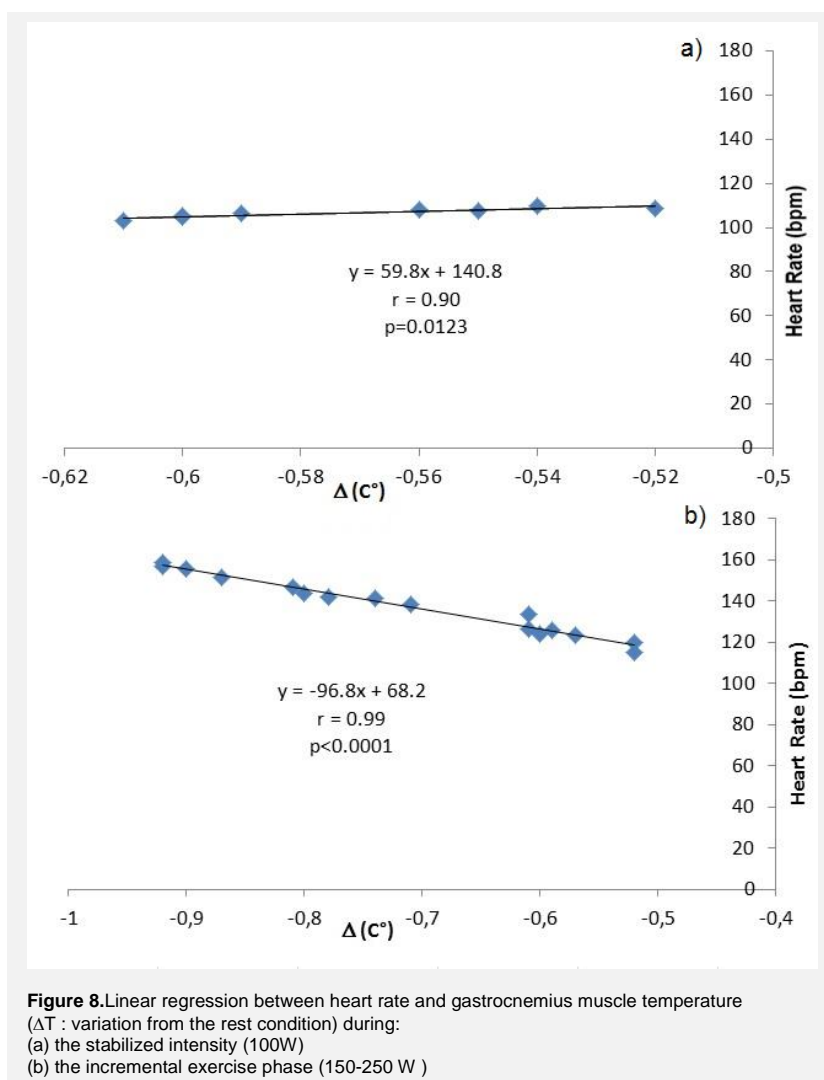 a)
180
160
140
120
100
80
60
40
20
0
Heart Rate (bpm)
y = 59.8x + 140.8
r = 0.90
p=0.0123
-0,62 -0,6 -0,58 -0,56 -0,54 -0,52 -0,5
Δ (C°)
b)
180
160
140
120
100
80
60
40
20
0
Heart Rate (bpm)
y = -96.8x + 68.2
r = 0.99
p<0.0001
-1 -0,9 -0,8 -0,7 -0,6 -0,5 -0,4
Δ (C°)
Figure 8.Linear regression between heart rate and gastrocnemius muscle temperature
(ΔT : variation from the rest condition) during:
(a) the stabilized intensity (100W)
(b) the incremental exercise phase (150-250 W )